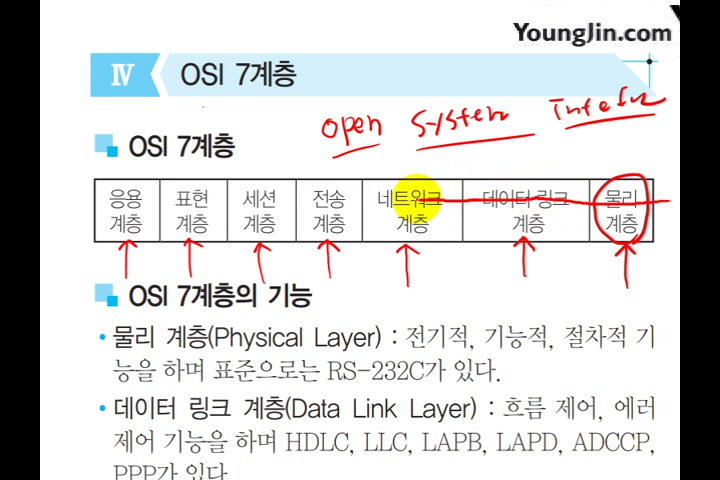 YoungJin.com
Ⅳ OSI 7계층
Open System Interfer
OSI 7계층
응용 계층 표현 계층 세션 계층 전송 계층 네트워크 계층 데이터 링크 계층 물리 계층
OSI 7계층의 기능
• 물리 계층(Physical Layer) : 전기적, 기능적, 절차적 기
능을 하며 표준으로는 RS-232C가 있다.
• 데이터 링크 계층(Data Link Layer) : 흐름 제어, 에러
제어 기능을 하며 HDLC, LLC, LAPB, LAPD, ADCCP,
PPP가 있다